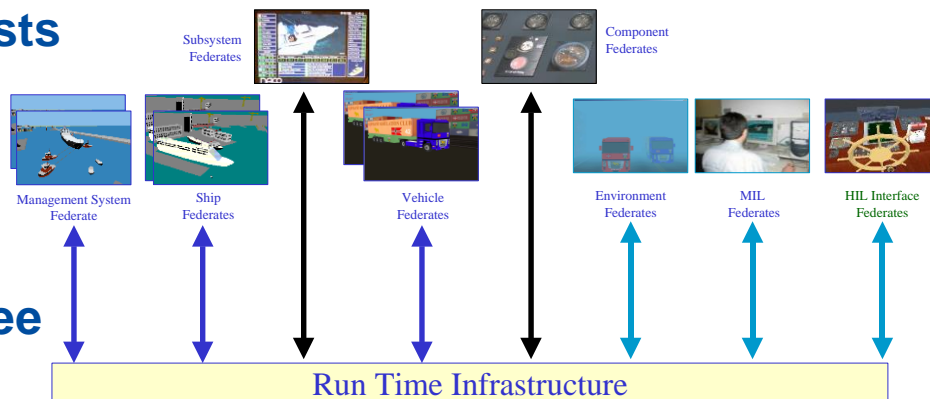 sts
Subsystem
Federates
Component
Federates
Management System
Federate
Ship
Federates
Vehicle
Federates
Environment
Federates
MIL
Federates
HIL Interface
Federates
ee
Run Time Infrastructure